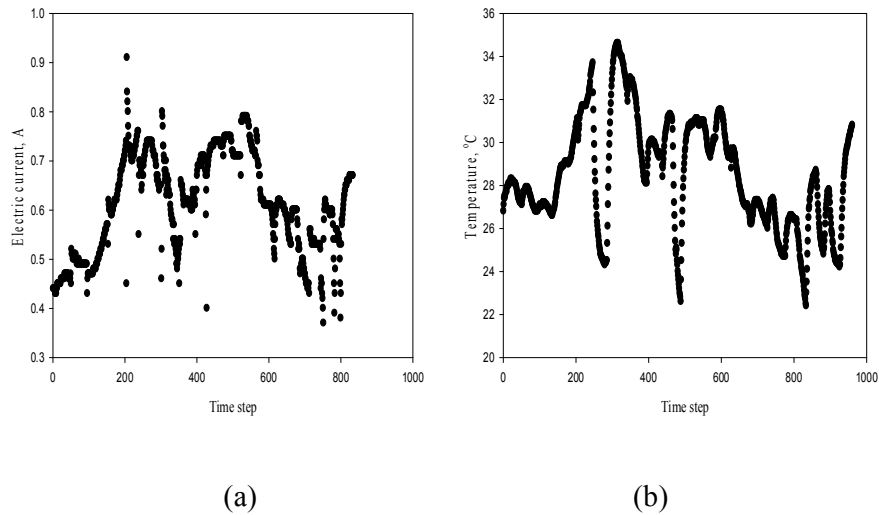 1.0
0.9
0.8
0.7
0.6
0.5
0.4
0.3
Electric current, A
0 200 400 600 800 1000
Time step
(a)
36
34
31
28
26
24
22
20
Temperature, °C
0 200 400 600 800 1000
Time step
(b)